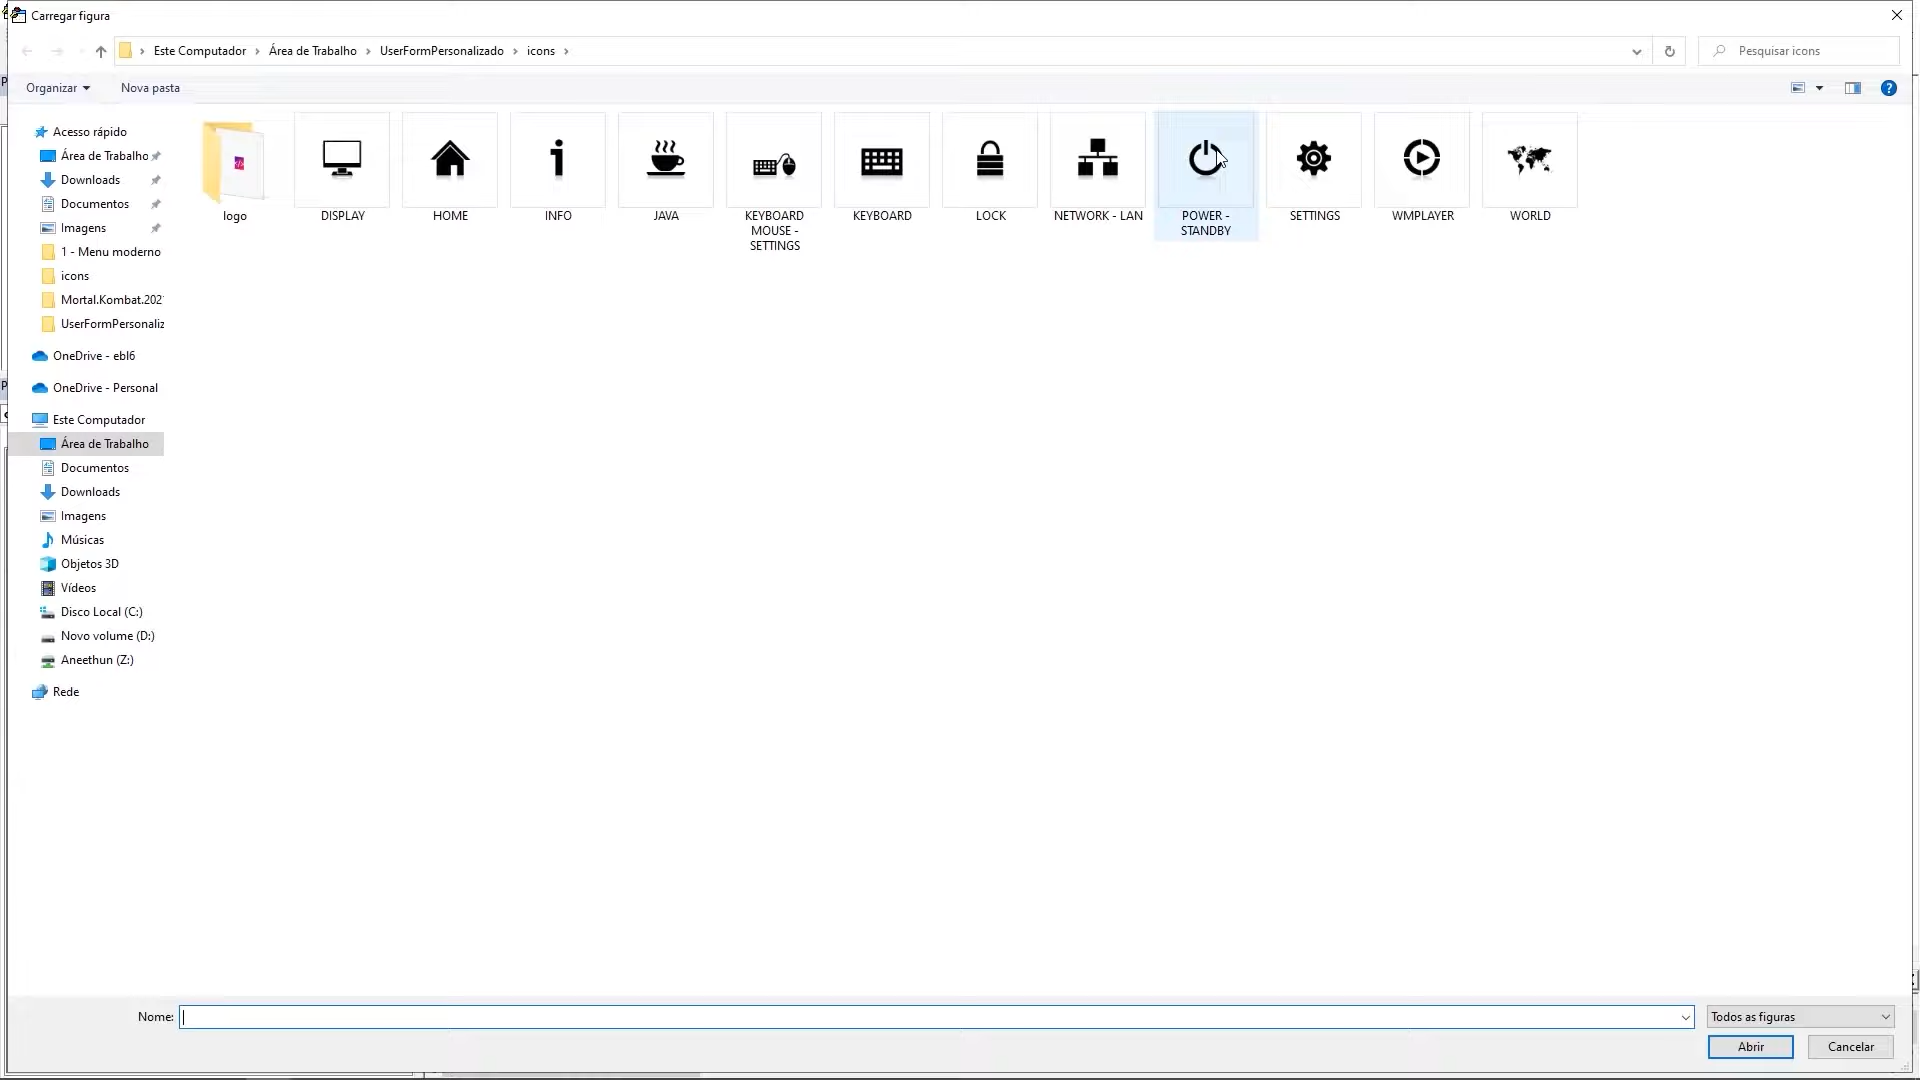 Carregar figura
Este Computador > Área de Trabalho > UserFormPersonalizado > icons >
Pesquisar icons
Organizar
Nova pasta
Acesso rápido
Área de Trabalho
Downloads
Documentos
Imagens
1 - Menu moderno
icons
Mortal.Kombat.202
UserFormPersonaliz
OneDrive - ebl6
OneDrive - Personal
Este Computador
Área de Trabalho
Documentos
Downloads
Imagens
Músicas
Objetos 3D
Vídeos
Disco Local (C:)
Novo volume (D:)
Aneethun (Z:)
Rede
logo
DISPLAY
HOME
INFO
JAVA
KEYBOARD
MOUSE -
SETTINGS
KEYBOARD
LOCK
NETWORK - LAN
POWER -
STANDBY
SETTINGS
WMPLAYER
WORLD
Nome:
Todos as figuras
Abrir
Cancelar